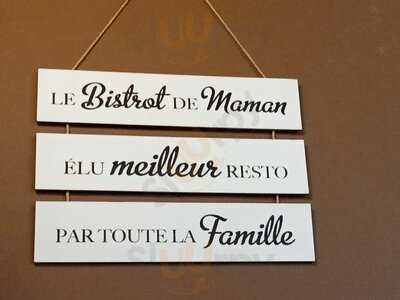 LE Bistrot DE Maman
ÉLU meilleur RESTO
PAR TOUTE LA Famille